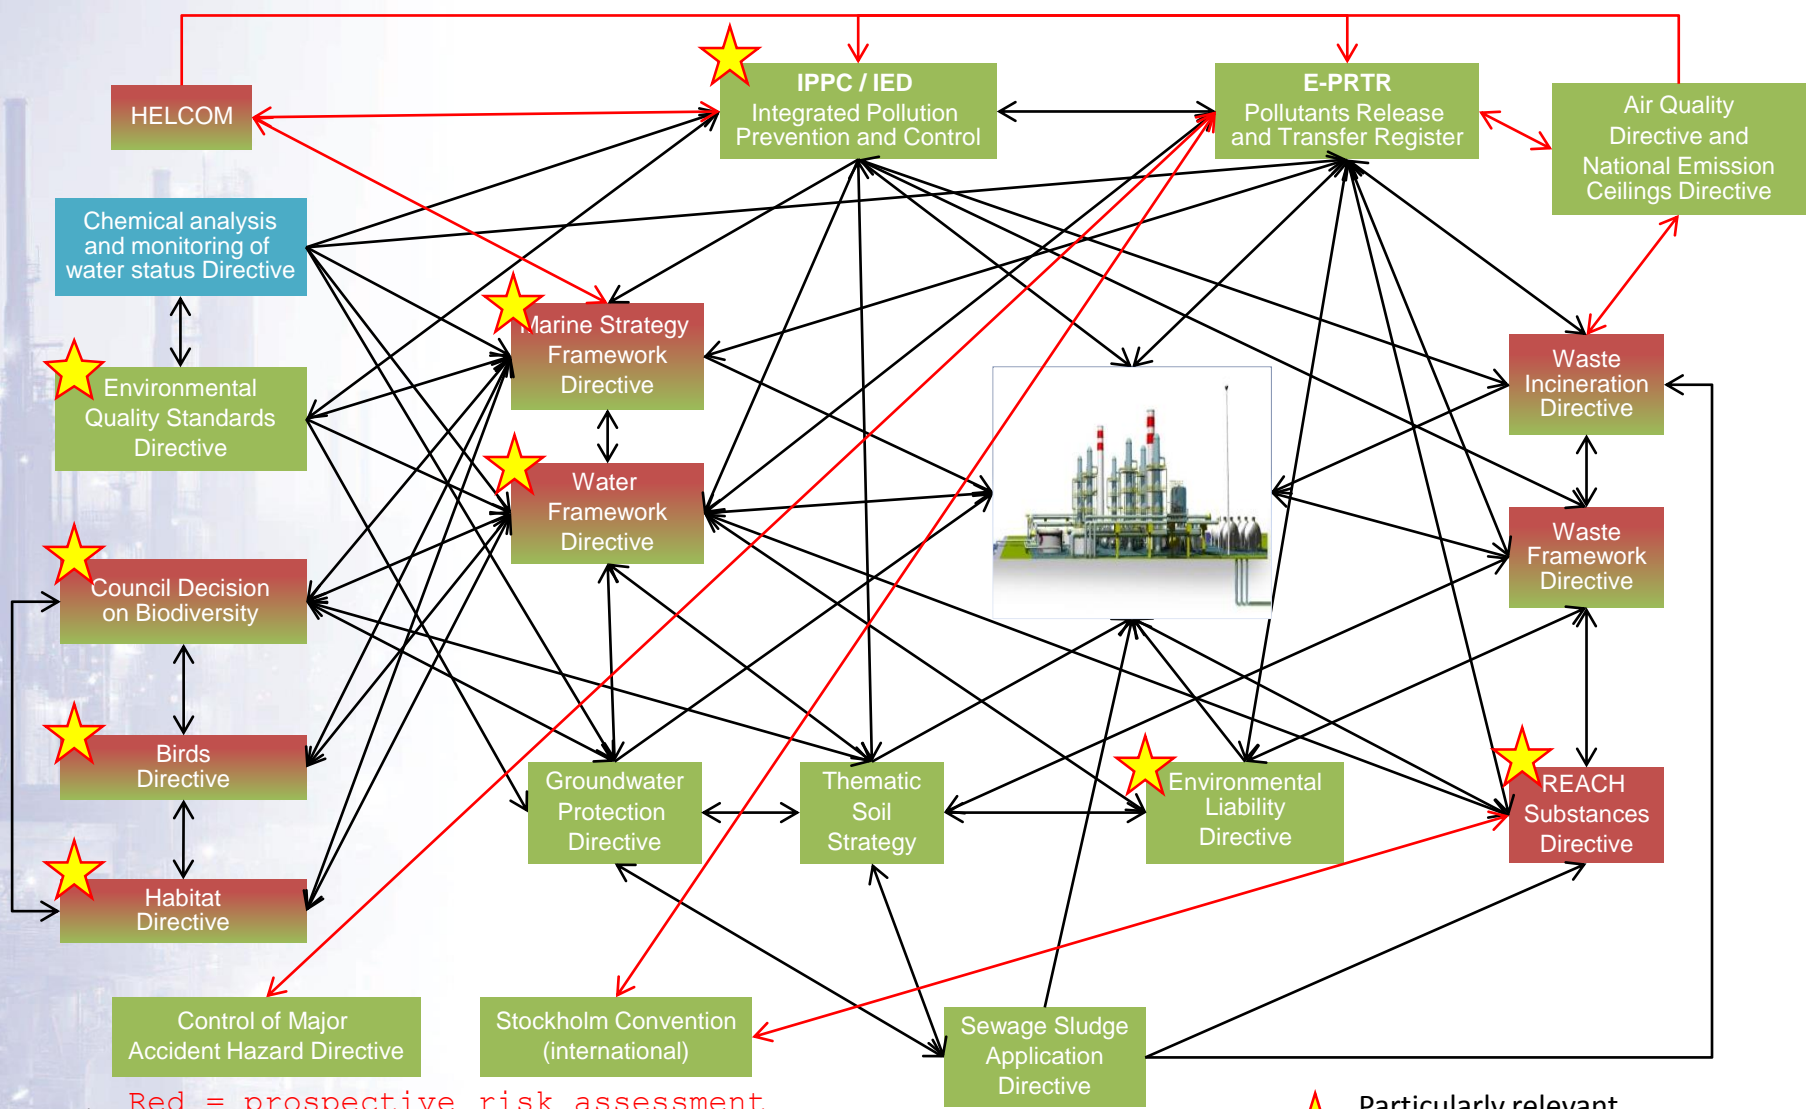 IPPC / IED
Integrated Pollution
Prevention and Control
E-PRTR
Pollutants Release
and Transfer Register
Air Quality
Directive and
National Emission
Ceilings Directive
HELCOM
Chemical analysis
and monitoring of
water status Directive
Marine Strategy
Framework
Directive
Waste
Incineration
Directive
Environmental
Quality Standards
Directive
Water
Framework
Directive
Waste
Framework
Directive
Council Decision
on Biodiversity
Birds
Directive
Groundwater
Protection
Directive
Thematic
Soil
Strategy
Environmental
Liability
Directive
REACH
Substances
Directive
Habitat
Directive
Control of Major
Accident Hazard Directive
Stockholm Convention
(international)
Sewage Sludge
Application
Directive
Red = prospective risk assessment
Particularly relevant